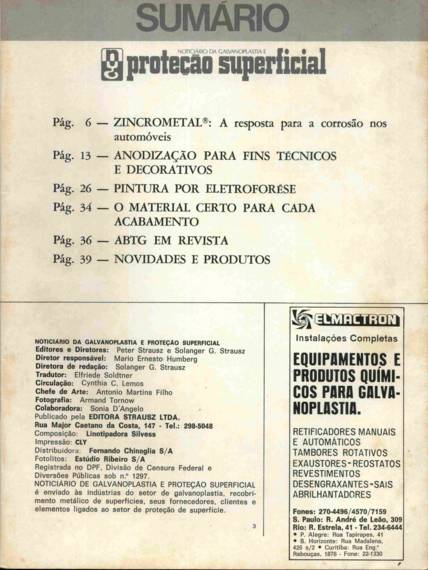 SUMÁRIO
NOTICIÁRIO DA GALVANOPLASTIA E
proteção superficial
Pág. 6 — ZINCROMETAL®: A resposta para a corrosão nos
automóveis
Pág. 13 — ANODIZAÇÃO PARA FINS TÉCNICOS
E DECORATIVOS
Pág. 26 — PINTURA POR ELETROFORÉSE
Pág. 34 — O MATERIAL CERTO PARA CADA
ACABAMENTO
Pág. 36 — ABTG EM REVISTA
Pág. 39 — NOVIDADES E PRODUTOS
NOTICIÁRIO DA GALVANOPLASTIA E PROTEÇÃO SUPERFICIAL
Editores e Diretores: Peter Strausz e Solanger G. Strausz
Diretor responsável: Mario Ernesto Humberg
Diretora de redação: Solanger G. Strausz
Tradutor: Elfriede Soldtner
Circulação: Cynthia C. Lemos
Chefe de Arte: Antonio Martins Filho
Fotografia: Armand Tornow
Colaboradora: Sonia D'Angelo
Publicado pela EDITORA STRAUSZ LTDA.
Rua Major Caetano da Costa, 147 - Tel.: 298-5048
Composição: Linotipadora Silvess
Impressão: CLY
Distribuidora: Fernando Chinaglia S/A
Fotolitos: Estúdio Ribeiro S/A
Registrada no DPF. Divisão de Censura Federal e
Diversões Públicas sob n.º 1297.
NOTICIÁRIO DE GALVANOPLASTIA E PROTEÇÃO SUPERFICIAL
é enviado às indústrias do setor de galvanoplastia, recobri-
mento metálico de superfícies, seus fornecedores, clientes e
elementos ligados ao setor de proteção de superfície.
3
ELMACTRON
Instalações Completas
EQUIPAMENTOS E
PRODUTOS QUÍMI-
COS PARA GALVA-
NOPLASTIA.
RETIFICADORES MANUAIS
E AUTOMÁTICOS
TAMBORES ROTATIVOS
EXAUSTORES-REOSTATOS
REVESTIMENTOS
DESENGRAXANTES-SAIS
ABRILHANTADORES
Fones: 270-4496/4570/7159
S. Paulo: R. André de Leão, 309
Rio: R. Estrela, 41 - Tel. 234-6444
• P. Alegre: Rua Tapirapes, 41
• B. Horizonte: Rua Madalena,
426 s/2 • Curitiba: Rua Eng.º
Rebouças, 1876 - Fone: 22-1330